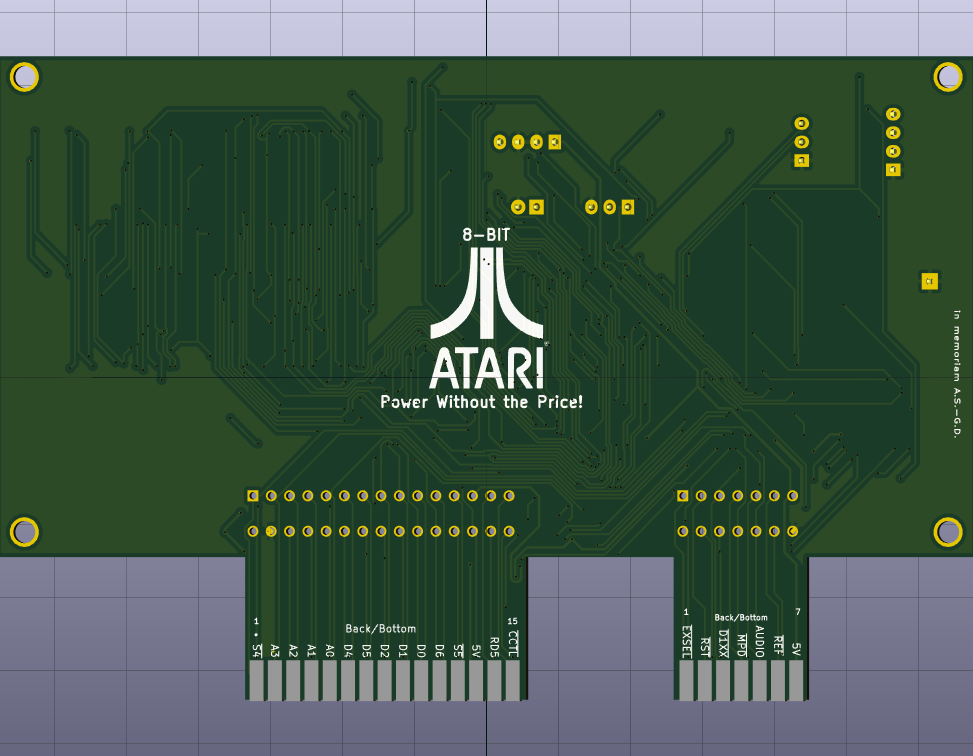 8-BIT
ATARI
Power Without the Price!
in memoriam A.S.-G.D.
1 15
Back/Bottom
S4 A3 A2 A1 A0 D4 D5 D2 D1 D0 D6 S5 5V RD5 CCTL
1 7
Back/Bottom
EXSEL RST D1XX MPD AUDIO REF 5V